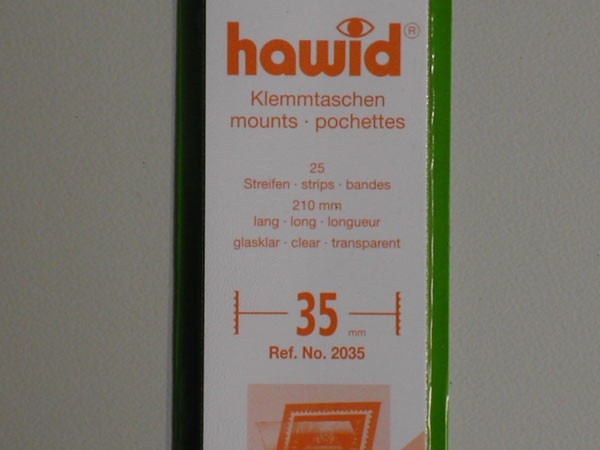 hawid®
Klemmtaschen
mounts · pochettes
25
Streifen · strips · bandes
210 mm
lang · long · longueur
glasklar · clear · transparent
35 mm
Ref. No. 2035